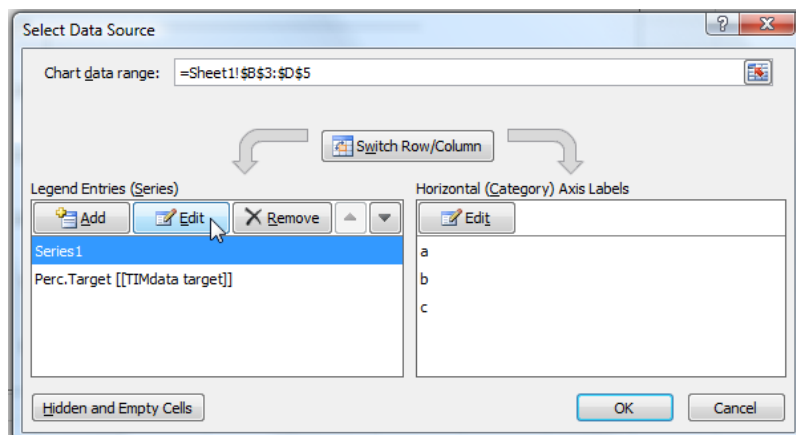 Select Data Source
Chart data range: =Sheet1!$B$3:$D$5
Switch Row/Column
Legend Entries (Series)
Add Edit Remove
Series1
Perc.Target [[TIMdata target]]
Horizontal (Category) Axis Labels
Edit
a
b
c
Hidden and Empty Cells
OK Cancel